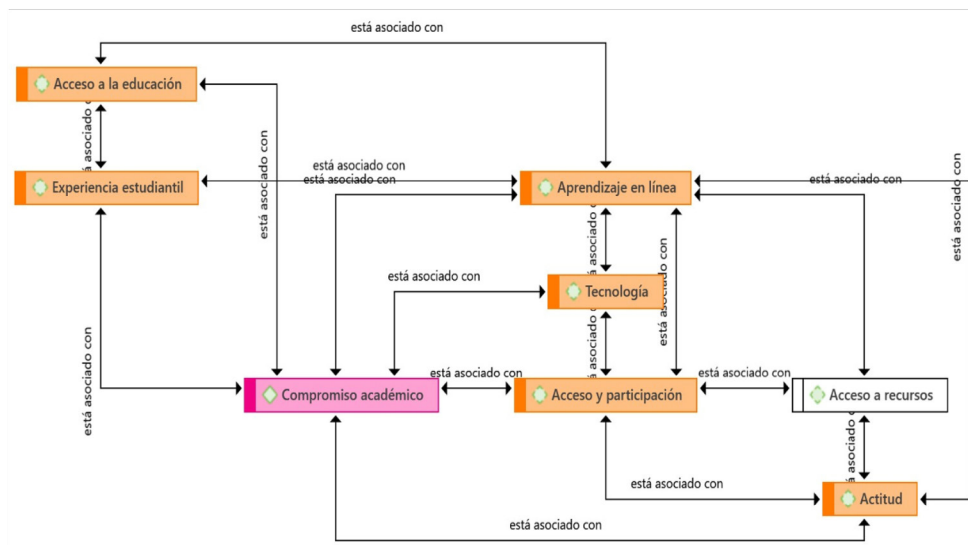 está asociado con
Acceso a la educación
está asociado con
está asociado con
está asociado con
está asociado con
está asociado con
está asociado con
está asociado con
Experiencia estudiantil
Aprendizaje en línea
está asociado con
está asociado con
está asociado con
Tecnología
está asociado con
está asociado con
está asociado con
está asociado con
está asociado con
Compromiso académico
Acceso y participación
Acceso a recursos
está asociado con
está asociado con
Actitud
está asociado con